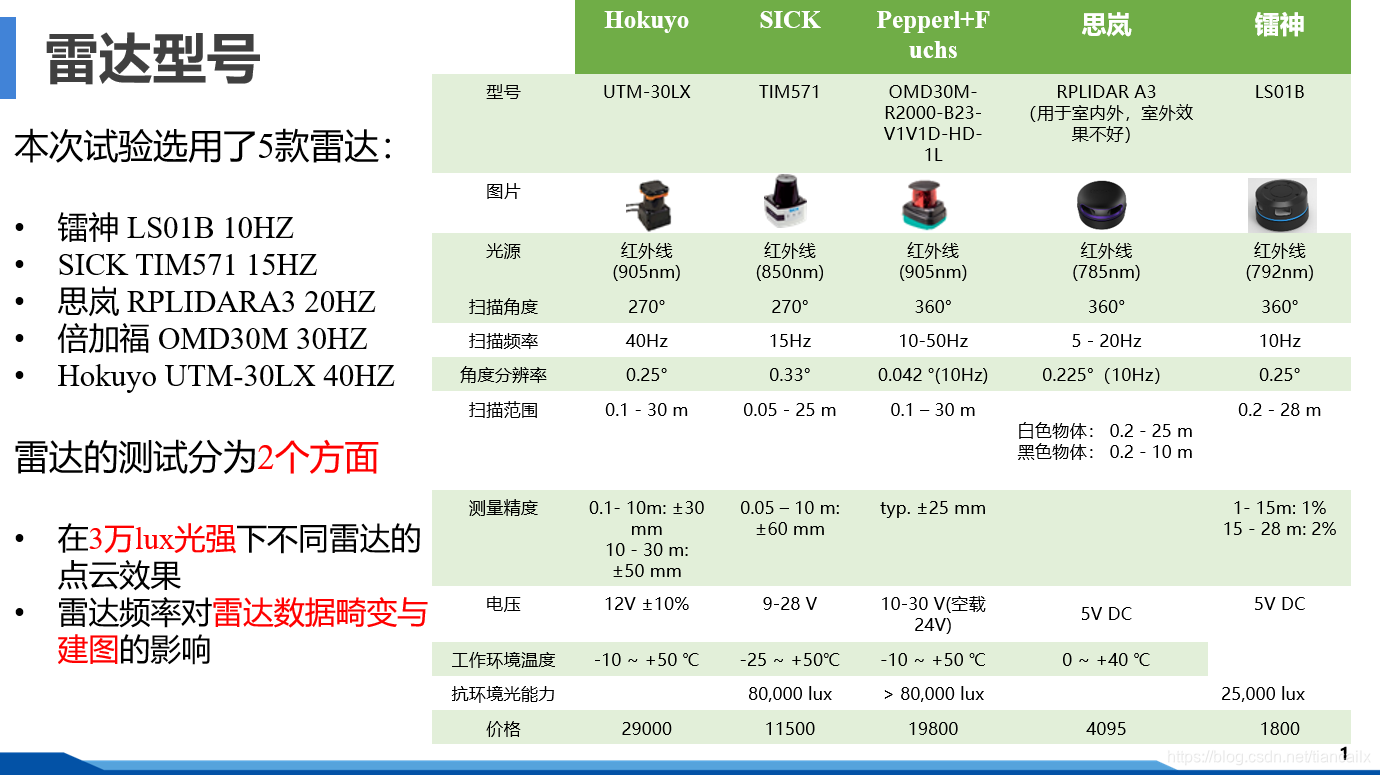 雷达型号
本次试验选用了5款雷达：
• 镭神 LS01B 10HZ
• SICK TIM571 15HZ
• 思岚 RPLIDARA3 20HZ
• 倍加福 OMD30M 30HZ
• Hokuyo UTM-30LX 40HZ
雷达的测试分为2个方面
• 在3万lux光强下不同雷达的
点云效果
• 雷达频率对雷达数据畸变与
建图的影响
Hokuyo SICK Pepperl+F 思岚 镭神
uchs
型号 UTM-30LX TIM571 OMD30M- RPLIDAR A3 LS01B
R2000-B23- （用于室内外，室外效
V1V1D-HD- 果不好）
1L
图片
光源 红外线 红外线 红外线 红外线 红外线
(905nm) (850nm) (905nm) (785nm) (792nm)
扫描角度 270° 270° 360° 360° 360°
扫描频率 40Hz 15Hz 10-50Hz 5 - 20Hz 10Hz
角度分辨率 0.25° 0.33° 0.042 °(10Hz) 0.225°（10Hz） 0.25°
扫描范围 0.1 - 30 m 0.05 - 25 m 0.1 – 30 m 0.2 - 28 m
白色物体： 0.2 - 25 m
黑色物体： 0.2 - 10 m
测量精度 0.1- 10m: ±30 0.05 – 10 m: typ. ±25 mm 1- 15m: 1%
mm ±60 mm 15 - 28 m: 2%
10 - 30 m:
±50 mm
电压 12V ±10% 9-28 V 10-30 V(空载 5V DC 5V DC
24V)
工作环境温度 -10 ~ +50 ℃ -25 ~ +50℃ -10 ~ +50 ℃ 0 ~ +40 ℃
抗环境光能力 80,000 lux > 80,000 lux 25,000 lux
价格 29000 11500 19800 4095 1800
1